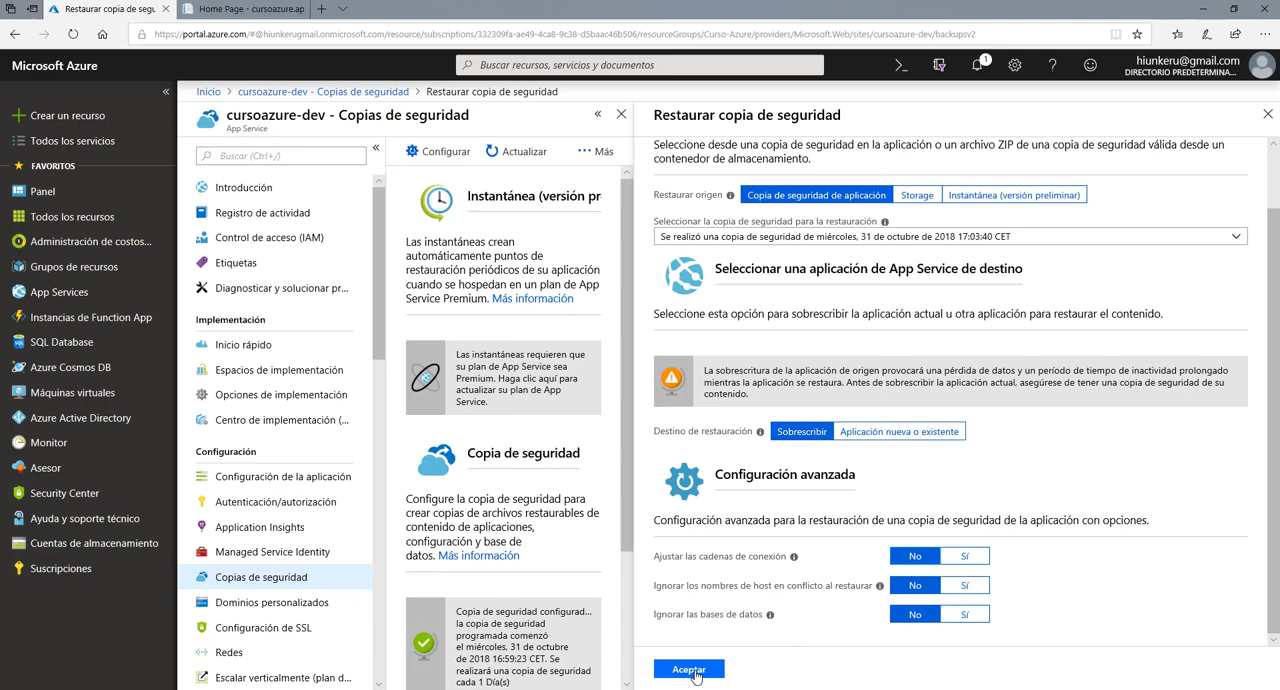 Restaurar copia de segu
Home Page - cursoazure.ap
https://portal.azure.com/#@hiunkerugmail.onmicrosoft.com/resource/subscriptions/332309fa-ae49-4ca8-9c38-d5baac46b506/resourceGroups/Curso-Azure/providers/Microsoft.Web/sites/cursoazure-dev/backupsv2
Microsoft Azure
Buscar recursos, servicios y documentos
1
hiunkeru@gmail.com
DIRECTORIO PREDETERMINA...
Crear un recurso
Todos los servicios
FAVORITOS
Panel
Todos los recursos
Administración de costos...
Grupos de recursos
App Services
Instancias de Function App
SQL Database
Azure Cosmos DB
Máquinas virtuales
Azure Active Directory
Monitor
Asesor
Security Center
Ayuda y soporte técnico
Cuentas de almacenamiento
Suscripciones
Inicio > cursoazure-dev - Copias de seguridad > Restaurar copia de seguridad
cursoazure-dev - Copias de seguridad
App Service
Buscar (Ctrl+/)
Introducción
Registro de actividad
Control de acceso (IAM)
Etiquetas
Diagnosticar y solucionar pr...
Implementación
Inicio rápido
Espacios de implementación
Opciones de implementación
Centro de implementación (...
Configuración
Configuración de la aplicación
Autenticación/autorización
Application Insights
Managed Service Identity
Copias de seguridad
Dominios personalizados
Configuración de SSL
Redes
Escalar verticalmente (plan d...
Configurar
Actualizar
Más
Instantánea (versión pr
Las instantáneas crean
automáticamente puntos de
restauración periódicos de su aplicación
cuando se hospedan en un plan de App
Service Premium. Más información
Las instantáneas requieren que
su plan de App Service sea
Premium. Haga clic aquí para
actualizar su plan de App
Service.
Copia de seguridad
Configure la copia de seguridad para
crear copias de archivos restaurables de
contenido de aplicaciones,
configuración y base de
datos. Más información
Copia de seguridad configurad...
la copia de seguridad
programada comenzó
el miércoles, 31 de octubre
de 2018 16:59:23 CET. Se
realizará una copia de seguridad
cada 1 Día(s)
Restaurar copia de seguridad
Seleccione desde una copia de seguridad en la aplicación o un archivo ZIP de una copia de seguridad válida desde un
contenedor de almacenamiento.
Restaurar origen
Copia de seguridad de aplicación
Storage
Instantánea (versión preliminar)
Seleccionar la copia de seguridad para la restauración
Se realizó una copia de seguridad de miércoles, 31 de octubre de 2018 17:03:40 CET
Seleccionar una aplicación de App Service de destino
Seleccione esta opción para sobrescribir la aplicación actual u otra aplicación para restaurar el contenido.
La sobrescritura de la aplicación de origen provocará una pérdida de datos y un período de tiempo de inactividad prolongado
mientras la aplicación se restaura. Antes de sobrescribir la aplicación actual, asegúrese de tener una copia de seguridad de su
contenido.
Destino de restauración
Sobrescribir
Aplicación nueva o existente
Configuración avanzada
Configuración avanzada para la restauración de una copia de seguridad de la aplicación con opciones.
Ajustar las cadenas de conexión
No
Sí
Ignorar los nombres de host en conflicto al restaurar
No
Sí
Ignorar las bases de datos
No
Sí
Aceptar